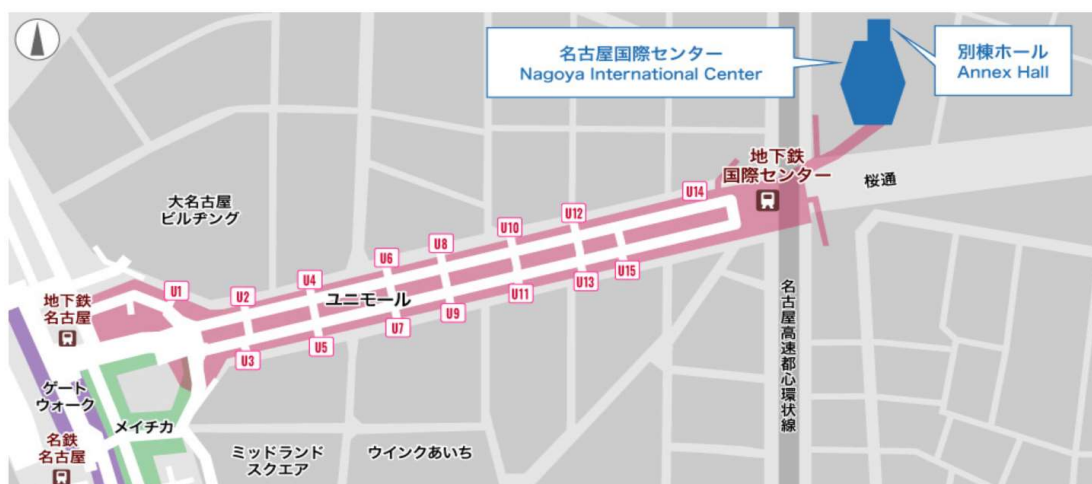 名古屋国際センター
Nagoya International Center
別棟ホール
Annex Hall
地下鉄
国際センター
桜通
大名古屋
ビルヂング
U14
U12
U10
U8
U6
U4
U2
U1
ユニモール
U15
U13
U11
U9
U7
U5
U3
地下鉄
名古屋
名古屋高速都心環状線
ゲート
ウォーク
メイチカ
名鉄
名古屋
ミッドランド
スクエア
ウインクあいち